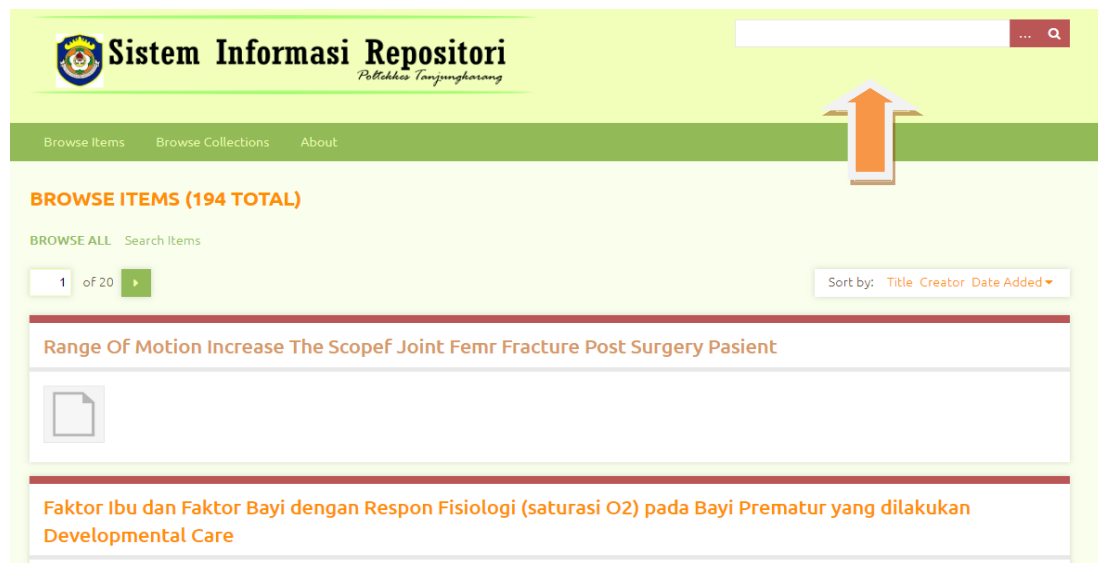 Sistem Informasi Repositori
Poltekkes Tanjungkarang
...
Browse Items Browse Collections About
BROWSE ITEMS (194 TOTAL)
BROWSE ALL Search Items
1 of 20
Sort by: Title Creator Date Added
Range Of Motion Increase The Scopef Joint Femr Fracture Post Surgery Pasient
Faktor Ibu dan Faktor Bayi dengan Respon Fisiologi (saturasi O2) pada Bayi Prematur yang dilakukan
Developmental Care